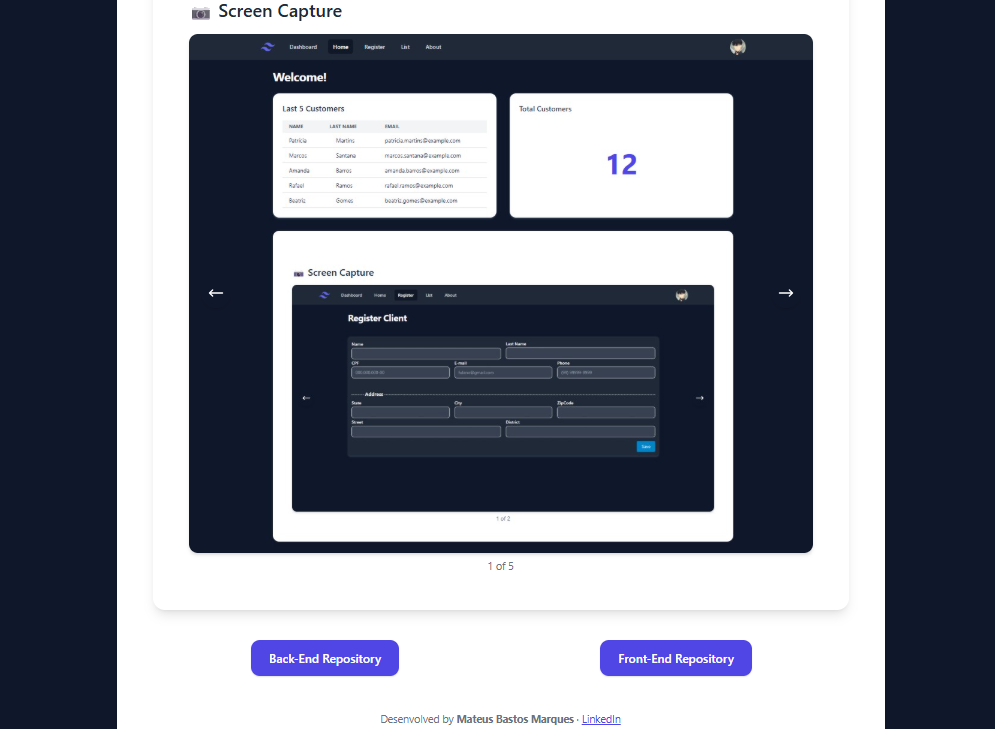 📷 Screen Capture
Dashboard Home Register List About
Welcome!
Last 5 Customers
NAME LAST NAME EMAIL
Patricia Martins patricia.martins@example.com
Marcos Santana marcos.santana@example.com
Amanda Barros amanda.barros@example.com
Rafael Ramos rafael.ramos@example.com
Beatriz Gomes beatriz.gomes@example.com
Total Customers
12
📷 Screen Capture
Dashboard Home Register List About
Register Client
Name Last Name
CPF E-mail Phone
Address
State City ZipCode
Street District
Save
1 of 2
← →
1 of 5
Back-End Repository Front-End Repository
Desenvolved by Mateus Bastos Marques · LinkedIn